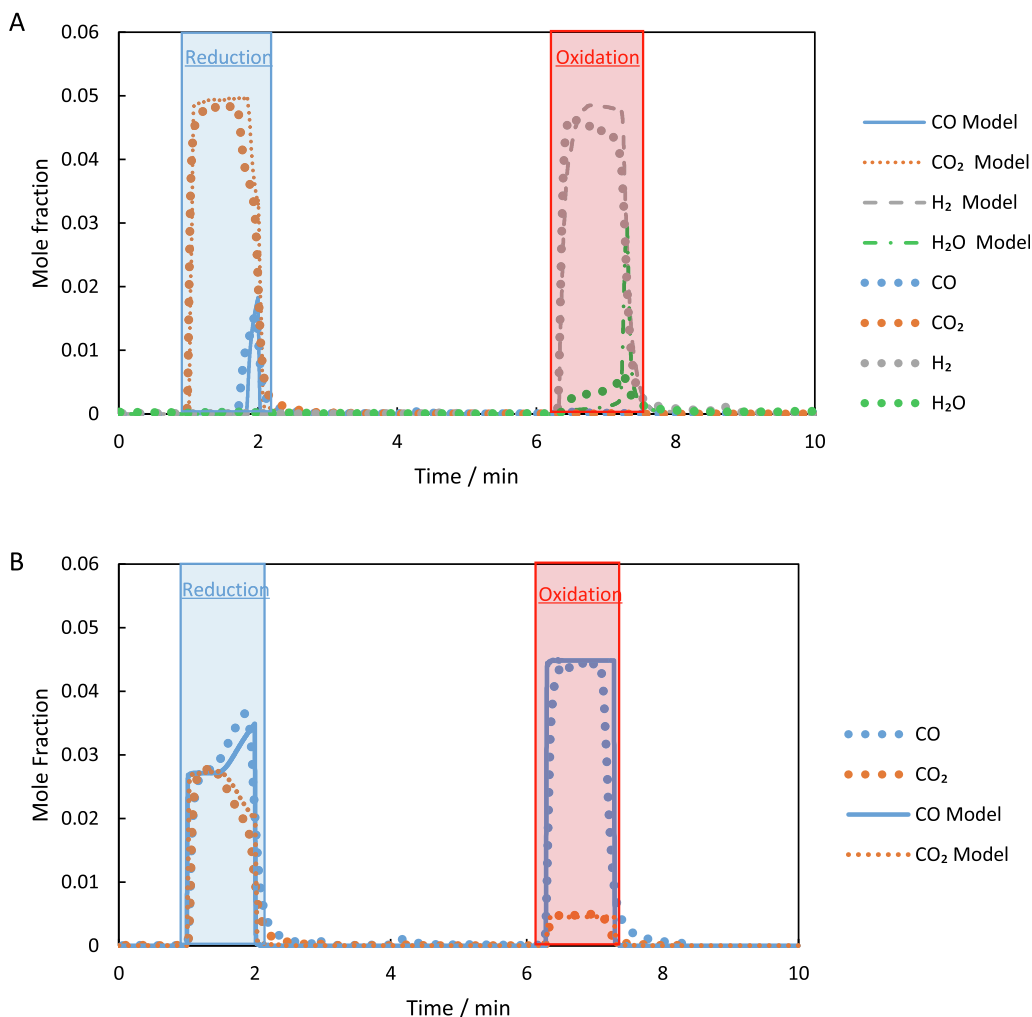 A
0.06
Reduction
Oxidation
0.05
0.04
0.03
0.02
0.01
0
Mole fraction
0 2 4 6 8 10
Time / min
CO Model
CO₂ Model
H₂ Model
H₂O Model
CO
CO₂
H₂
H₂O
B
0.06
Reduction
Oxidation
0.05
0.04
0.03
0.02
0.01
0
Mole Fraction
0 2 4 6 8 10
Time / min
CO
CO₂
CO Model
CO₂ Model